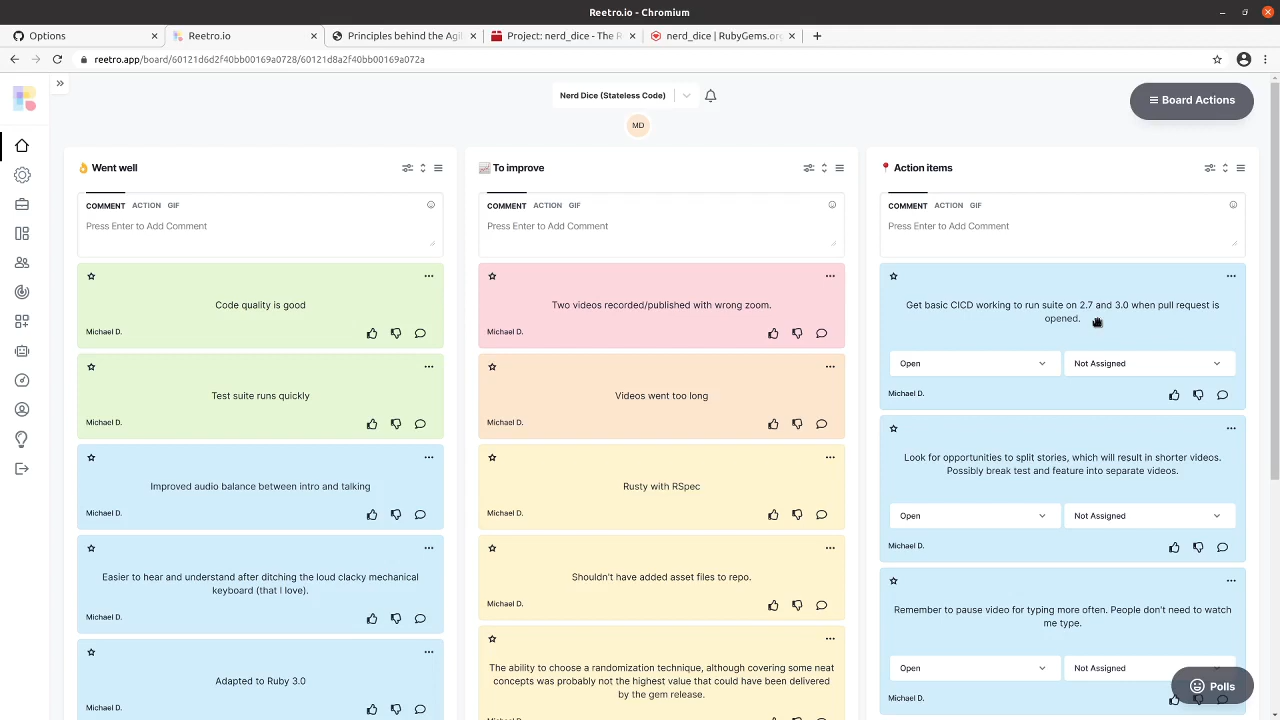 Reetro.io - Chromium
Options
Reetro.io
Principles behind the Agil
Project: nerd_dice - The R
nerd_dice | RubyGems.org
reetro.app/board/60121d6d2f40bb00169a0728/60121d8a2f40bb00169a072a
Nerd Dice (Stateless Code)
Board Actions
MD
Went well
COMMENT ACTION GIF
Press Enter to Add Comment
Code quality is good
Michael D.
Test suite runs quickly
Michael D.
Improved audio balance between intro and talking
Michael D.
Easier to hear and understand after ditching the loud clacky mechanical
keyboard (that I love).
Michael D.
Adapted to Ruby 3.0
Michael D.
To improve
COMMENT ACTION GIF
Press Enter to Add Comment
Two videos recorded/published with wrong zoom.
Michael D.
Videos went too long
Michael D.
Rusty with RSpec
Michael D.
Shouldn't have added asset files to repo.
Michael D.
The ability to choose a randomization technique, although covering some neat
concepts was probably not the highest value that could have been delivered
by the gem release.
Action items
COMMENT ACTION GIF
Press Enter to Add Comment
Get basic CICD working to run suite on 2.7 and 3.0 when pull request is
opened.
Open
Not Assigned
Michael D.
Look for opportunities to split stories, which will result in shorter videos.
Possibly break test and feature into separate videos.
Open
Not Assigned
Michael D.
Remember to pause video for typing more often. People don't need to watch
me type.
Open
Not Assigned
Michael D.
Polls